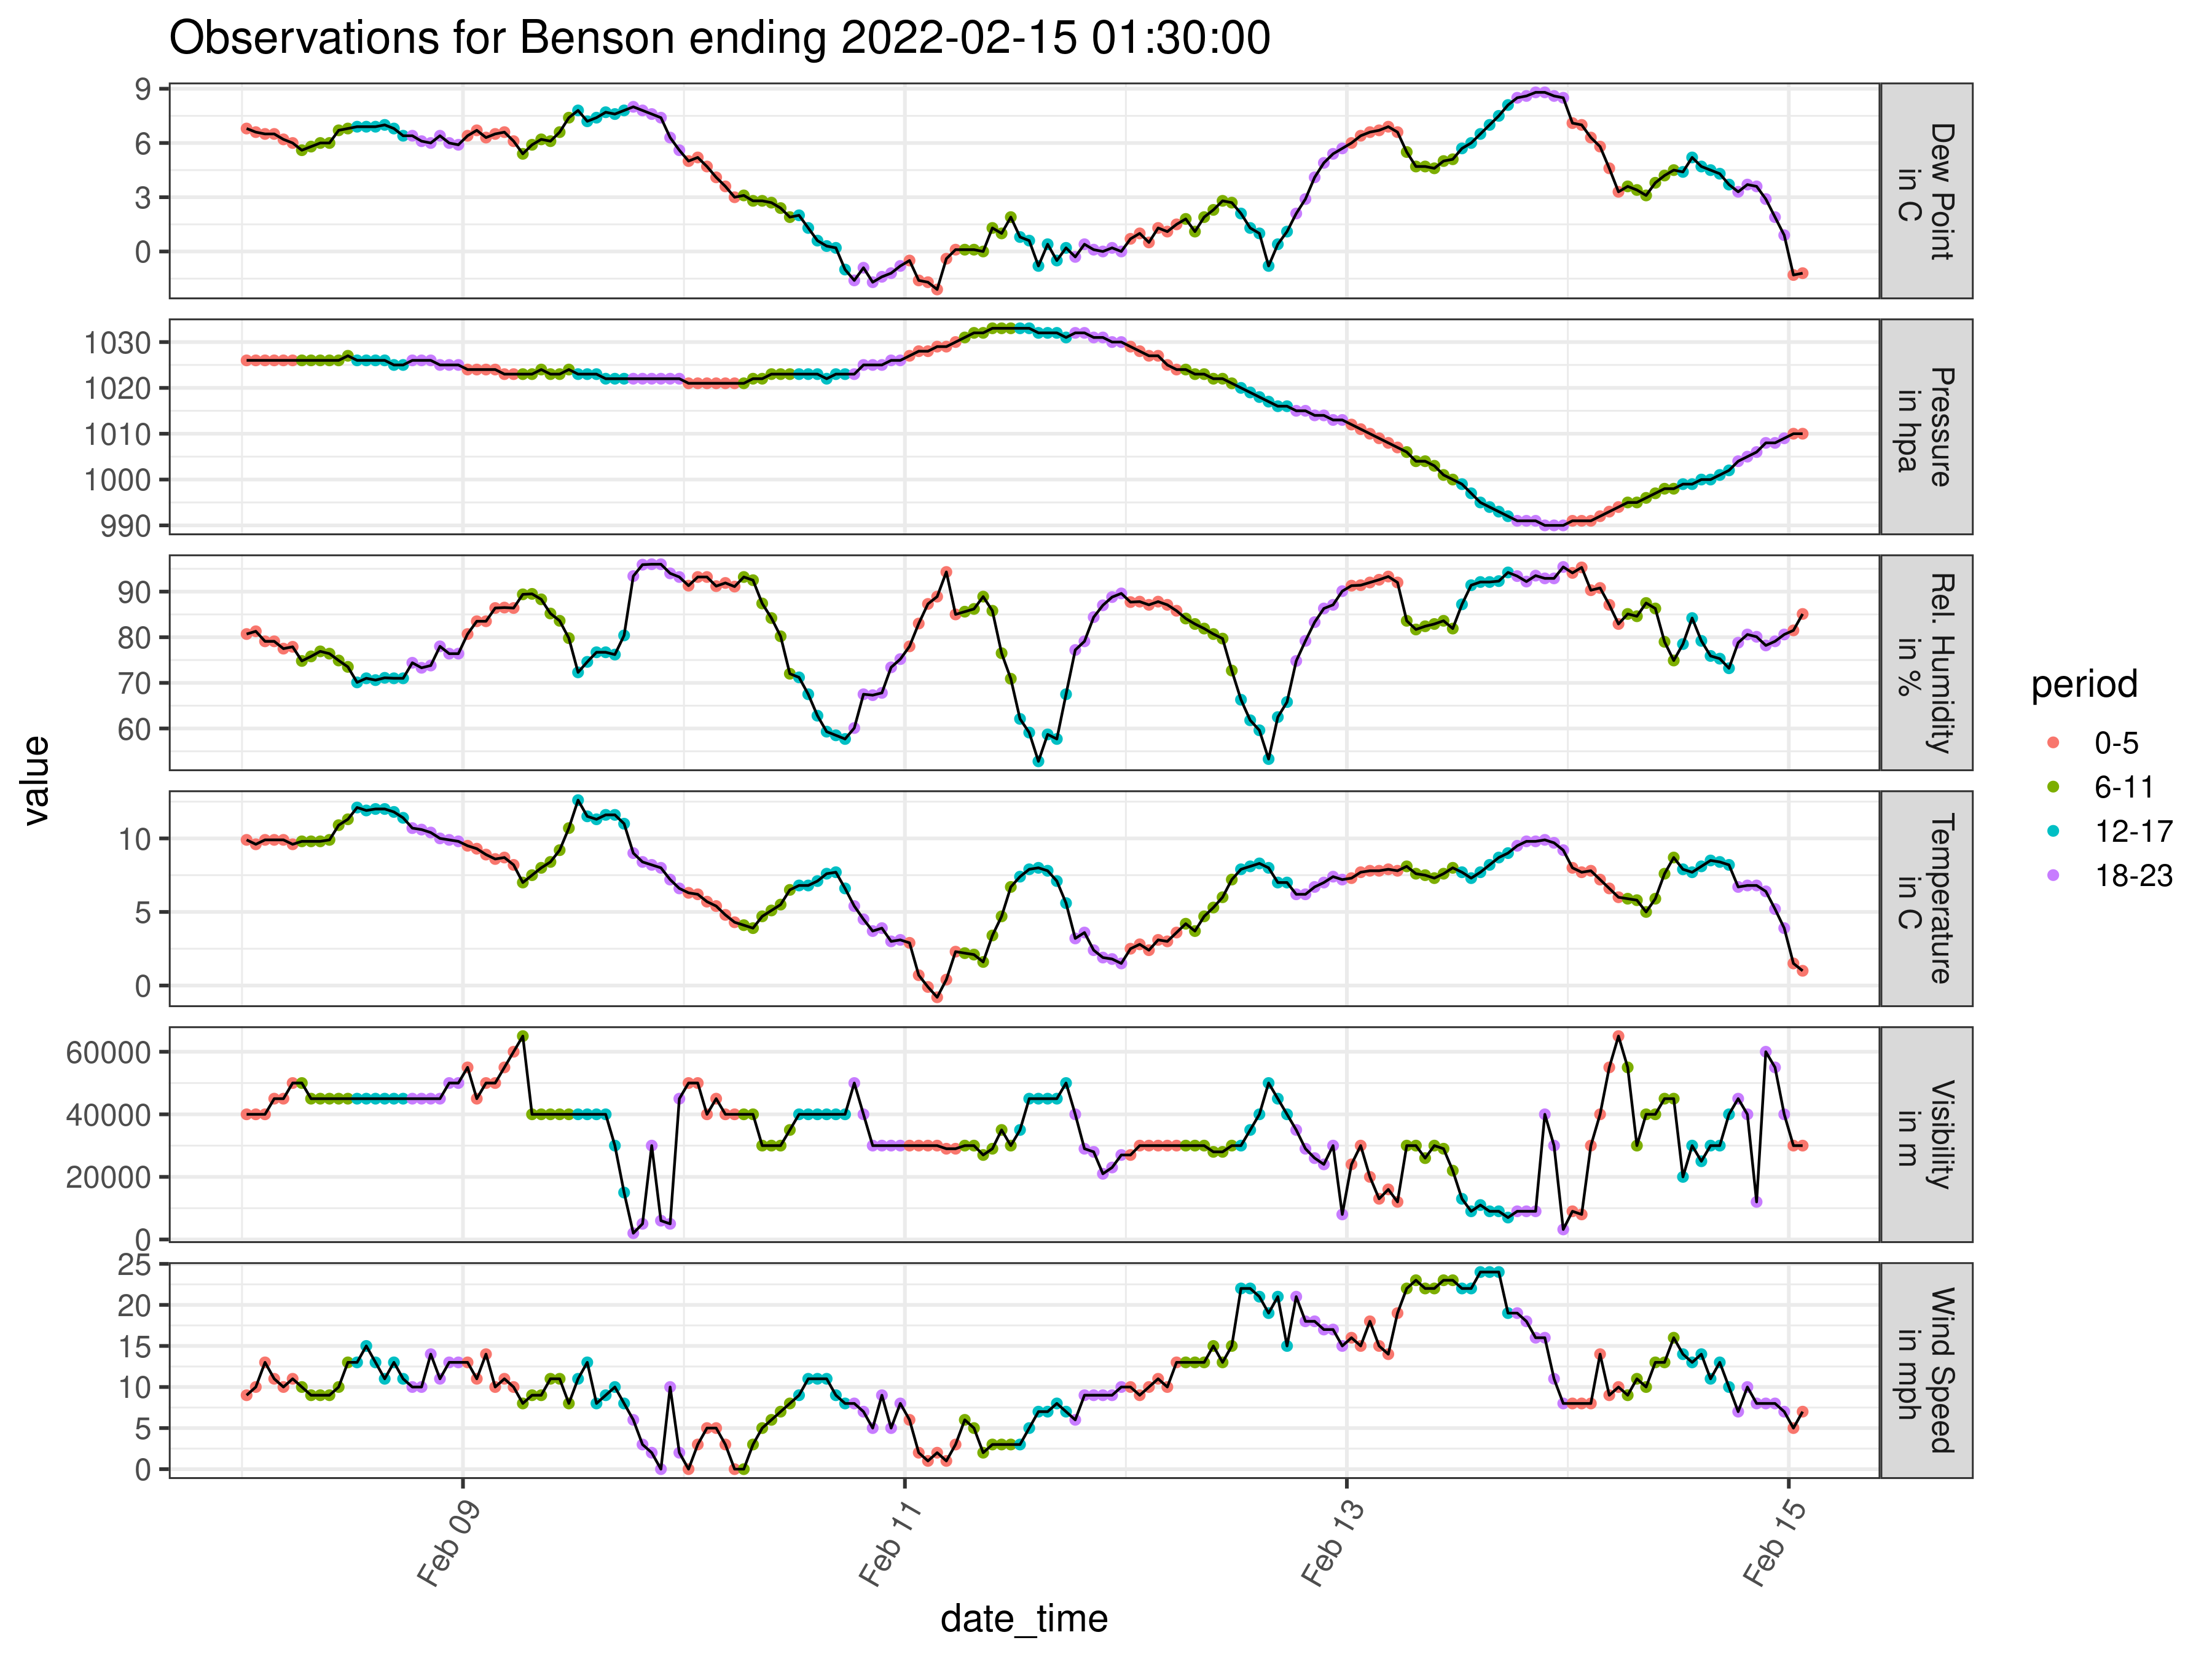 Observations for Benson ending 2022-02-15 01:30:00
value
9
6
3
0
Dew Point
in C
1030
1020
1010
1000
990
Pressure
in hpa
90
80
70
60
Rel. Humidity
in %
10
5
0
Temperature
in C
60000
40000
20000
0
Visibility
in m
25
20
15
10
5
0
Wind Speed
in mph
Feb 09
Feb 11
Feb 13
Feb 15
date_time
period
0-5
6-11
12-17
18-23